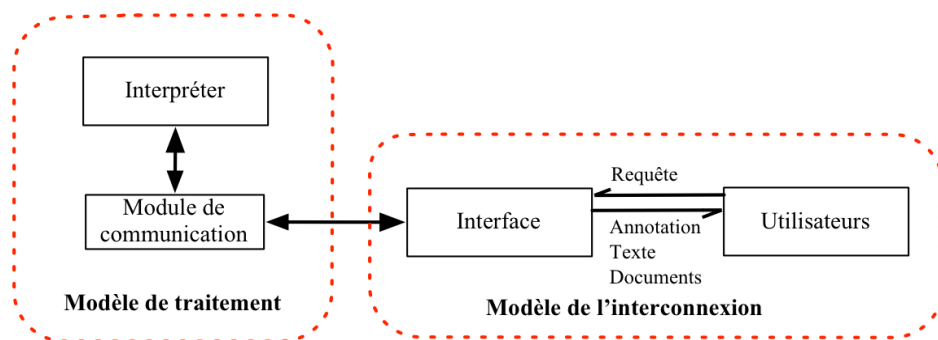 Interpréter
Module de
communication
Modèle de traitement
Interface
Requête
Annotation
Texte
Documents
Utilisateurs
Modèle de l’interconnexion